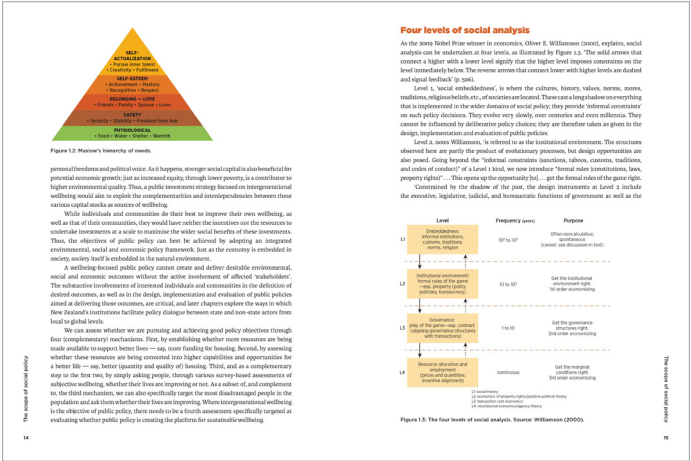 SELF-
ACTUALIZATION
• Pursue Inner Talent
• Creativity • Fulfilment
SELF-ESTEEM
• Achievement • Mastery
• Recognition • Respect
BELONGING — LOVE
• Friends • Family • Spouse • Lover
SAFETY
• Security • Stability • Freedom from fear
PHYSIOLOGICAL
• Food • Water • Shelter • Warmth
Figure 1.2: Maslow's hierarchy of needs.
personal freedoms and political voice. As it happens, stronger social capital is also beneficial for
potential economic growth; just as increased equity, through lower poverty, is a contributor to
higher environmental quality. Thus, a public investment strategy focused on intergenerational
wellbeing would aim to exploit the complementarities and interdependencies between these
various capital stocks as sources of wellbeing.
While individuals and communities do their best to improve their own wellbeing, as
well as that of their communities, they would have neither the incentives nor the resources to
undertake investments at a scale to maximise the wider social benefits of these investments.
Thus, the objectives of public policy can best be achieved by adopting an integrated
environmental, social and economic policy framework. Just as the economy is embedded in
society, society itself is embedded in the natural environment.
A wellbeing-focused public policy cannot create and deliver desirable environmental,
social and economic outcomes without the active involvement of affected 'stakeholders'.
The substantive involvements of interested individuals and communities in the definition of
desired outcomes, as well as in the design, implementation and evaluation of public policies
aimed at delivering those outcomes, are critical, and later chapters explore the ways in which
New Zealand's institutions facilitate policy dialogue between state and non-state actors from
local to global levels.
We can assess whether we are pursuing and achieving good policy objectives through
four (complementary) mechanisms. First, by establishing whether more resources are being
made available to support better lives — say, more funding for housing. Second, by assessing
whether these resources are being converted into higher capabilities and opportunities for
a better life — say, better (quantity and quality of) housing. Third, and as a complementary
step to the first two, by simply asking people, through various survey-based assessments of
subjective wellbeing, whether their lives are improving or not. As a subset of, and complement
to, the third mechanism, we can also specifically target the most disadvantaged people in the
population and ask them whether their lives are improving. Where intergenerational wellbeing
is the objective of public policy, there needs to be a fourth assessment specifically targeted at
evaluating whether public policy is creating the platform for sustainable wellbeing.
The scope of social policy
14
Four levels of social analysis
As the 2009 Nobel Prize winner in economics, Oliver E. Williamson (2000), explains, social
analysis can be undertaken at four levels, as illustrated by Figure 1.3. 'The solid arrows that
connect a higher with a lower level signify that the higher level imposes constraints on the
level immediately below. The reverse arrows that connect lower with higher levels are dashed
and signal feedback' (p. 596).
Level 1, 'social embeddedness', is where the cultures, history, values, norms, mores,
traditions, religious beliefs, etc., of societies are located. These cast a long shadow on everything
that is implemented in the wider domains of social policy; they provide 'informal constraints'
on such policy decisions. They evolve very slowly, over centuries and even millennia. They
cannot be influenced by deliberative policy choices; they are therefore taken as given in the
design, implementation and evaluation of public policies.
Level 2, notes Williamson, 'is referred to as the institutional environment. The structures
observed here are partly the product of evolutionary processes, but design opportunities are
also posed. Going beyond the "informal constraints (sanctions, taboos, customs, traditions,
and codes of conduct)" of a Level 1 kind, we now introduce "formal rules (constitutions, laws,
property rights)" . . . This opens up the opportunity [to] . . . get the formal rules of the game right.
'Constrained by the shadow of the past, the design instruments at Level 2 include
the executive, legislative, judicial, and bureaucratic functions of government as well as the
Level Frequency (years) Purpose
L1 Embeddedness: informal institutions, customs, traditions, norms, religion 10² to 10³ Often noncalculative; spontaneous (caveat: see discussion in text)
L2 Institutional environment: formal rules of the game —esp. property (polity, judiciary, bureaucracy) 10 to 10² Get the institutional environment right. 1st order economizing
L3 Governance: play of the game—esp. contract (aligning governance structures with transactions) 1 to 10 Get the governance structures right. 2nd order economizing
L4 Resource allocation and employment (prices and quantities; incentive alignment) continuous Get the marginal conditions right. 3rd order economizing
L1: social theory
L2: economics of property rights/positive political theory
L3: transaction cost economics
L4: neoclassical economics/agency theory
Figure 1.3: The four levels of social analysis. Source: Williamson (2000).
The scope of social policy
15